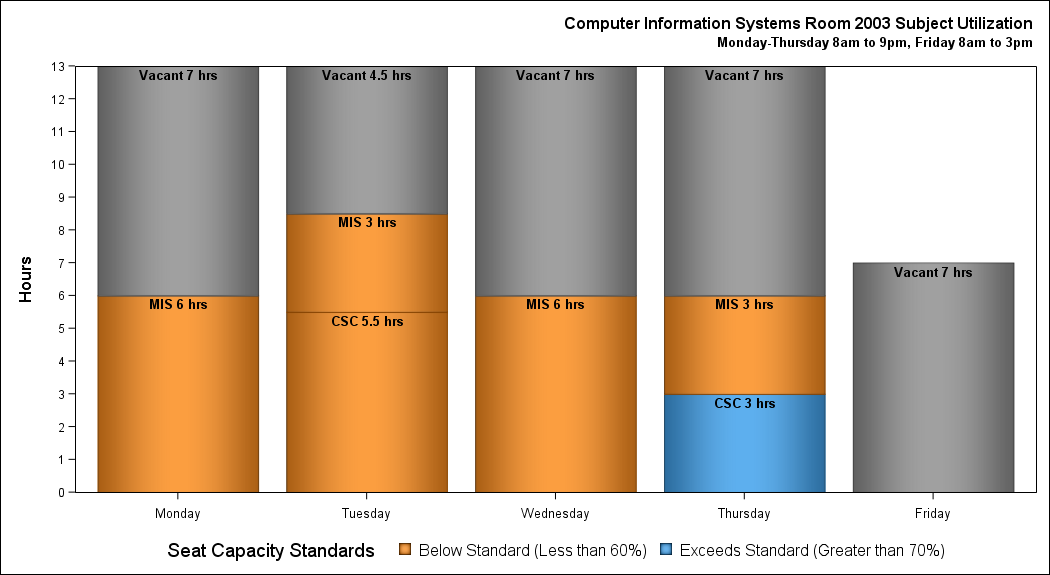 Computer Information Systems Room 2003 Subject Utilization
Monday-Thursday 8am to 9pm, Friday 8am to 3pm
Hours
13
12
11
10
9
8
7
6
5
4
3
2
1
0
Vacant 7 hrs
MIS 6 hrs
Vacant 4.5 hrs
MIS 3 hrs
CSC 5.5 hrs
Vacant 7 hrs
MIS 6 hrs
Vacant 7 hrs
MIS 3 hrs
CSC 3 hrs
Vacant 7 hrs
Monday Tuesday Wednesday Thursday Friday
Seat Capacity Standards Below Standard (Less than 60%) Exceeds Standard (Greater than 70%)